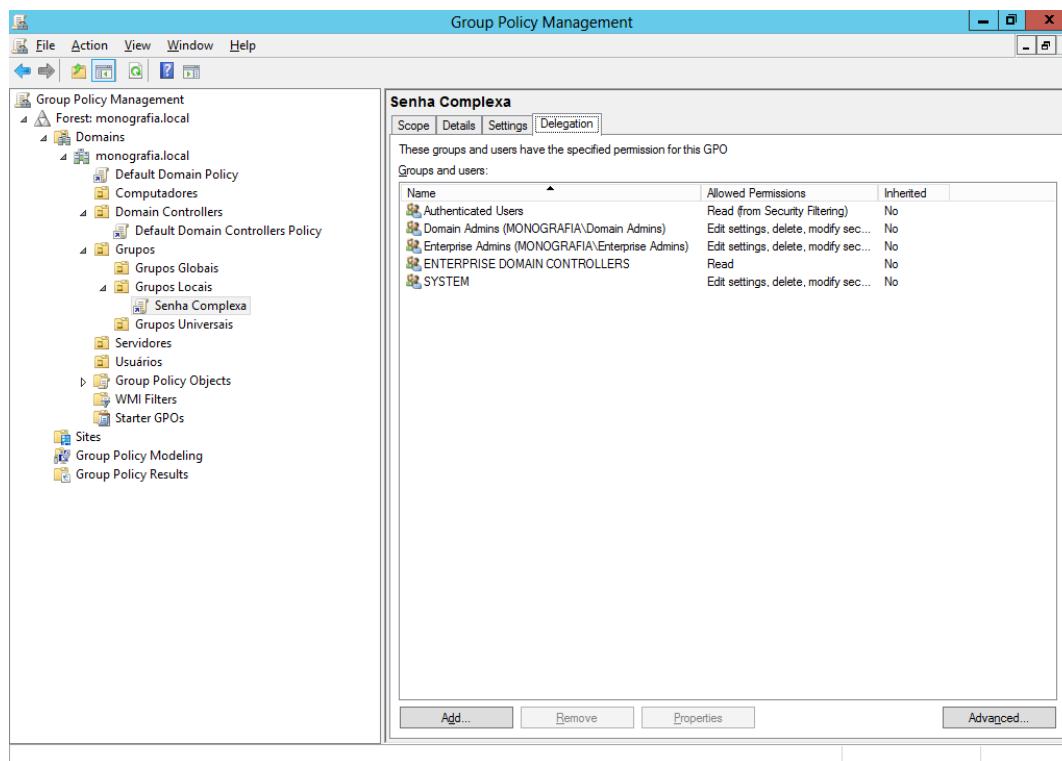 Group Policy Management
File Action View Window Help
Group Policy Management
Forest: monografia.local
Domains
monografia.local
Default Domain Policy
Computadores
Domain Controllers
Default Domain Controllers Policy
Grupos
Grupos Globais
Grupos Locais
Senha Complexa
Grupos Universais
Servidores
Usuários
Group Policy Objects
WMI Filters
Starter GPOs
Sites
Group Policy Modeling
Group Policy Results
Senha Complexa
Scope Details Settings Delegation
These groups and users have the specified permission for this GPO
Groups and users:
Name Allowed Permissions Inherited
Authenticated Users Read (from Security Filtering) No
Domain Admins (MONOGRAFIA\Domain Admins) Edit settings, delete, modify sec... No
Enterprise Admins (MONOGRAFIA\Enterprise Admins) Edit settings, delete, modify sec... No
ENTERPRISE DOMAIN CONTROLLERS Read No
SYSTEM Edit settings, delete, modify sec... No
Add... Remove Properties Advanced...